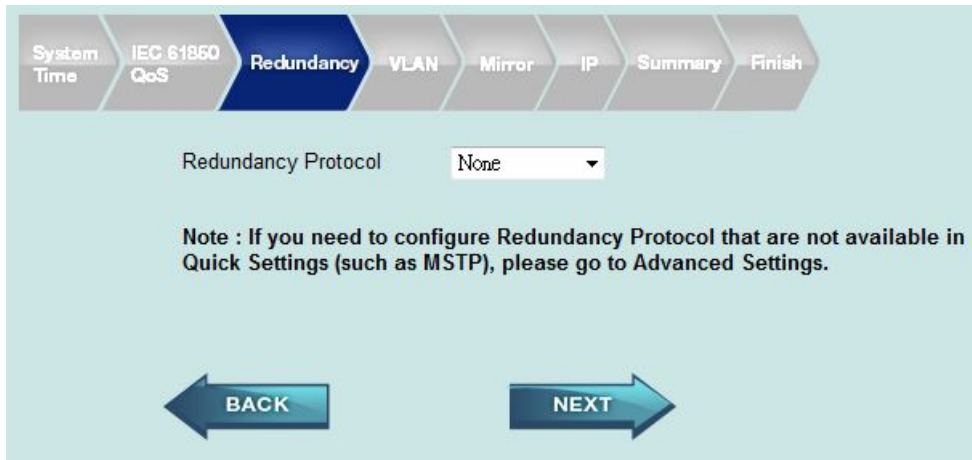 System Time
IEC 61850 QoS
Redundancy
VLAN
Mirror
IP
Summary
Finish
Redundancy Protocol
None
Note : If you need to configure Redundancy Protocol that are not available in
Quick Settings (such as MSTP), please go to Advanced Settings.
BACK
NEXT